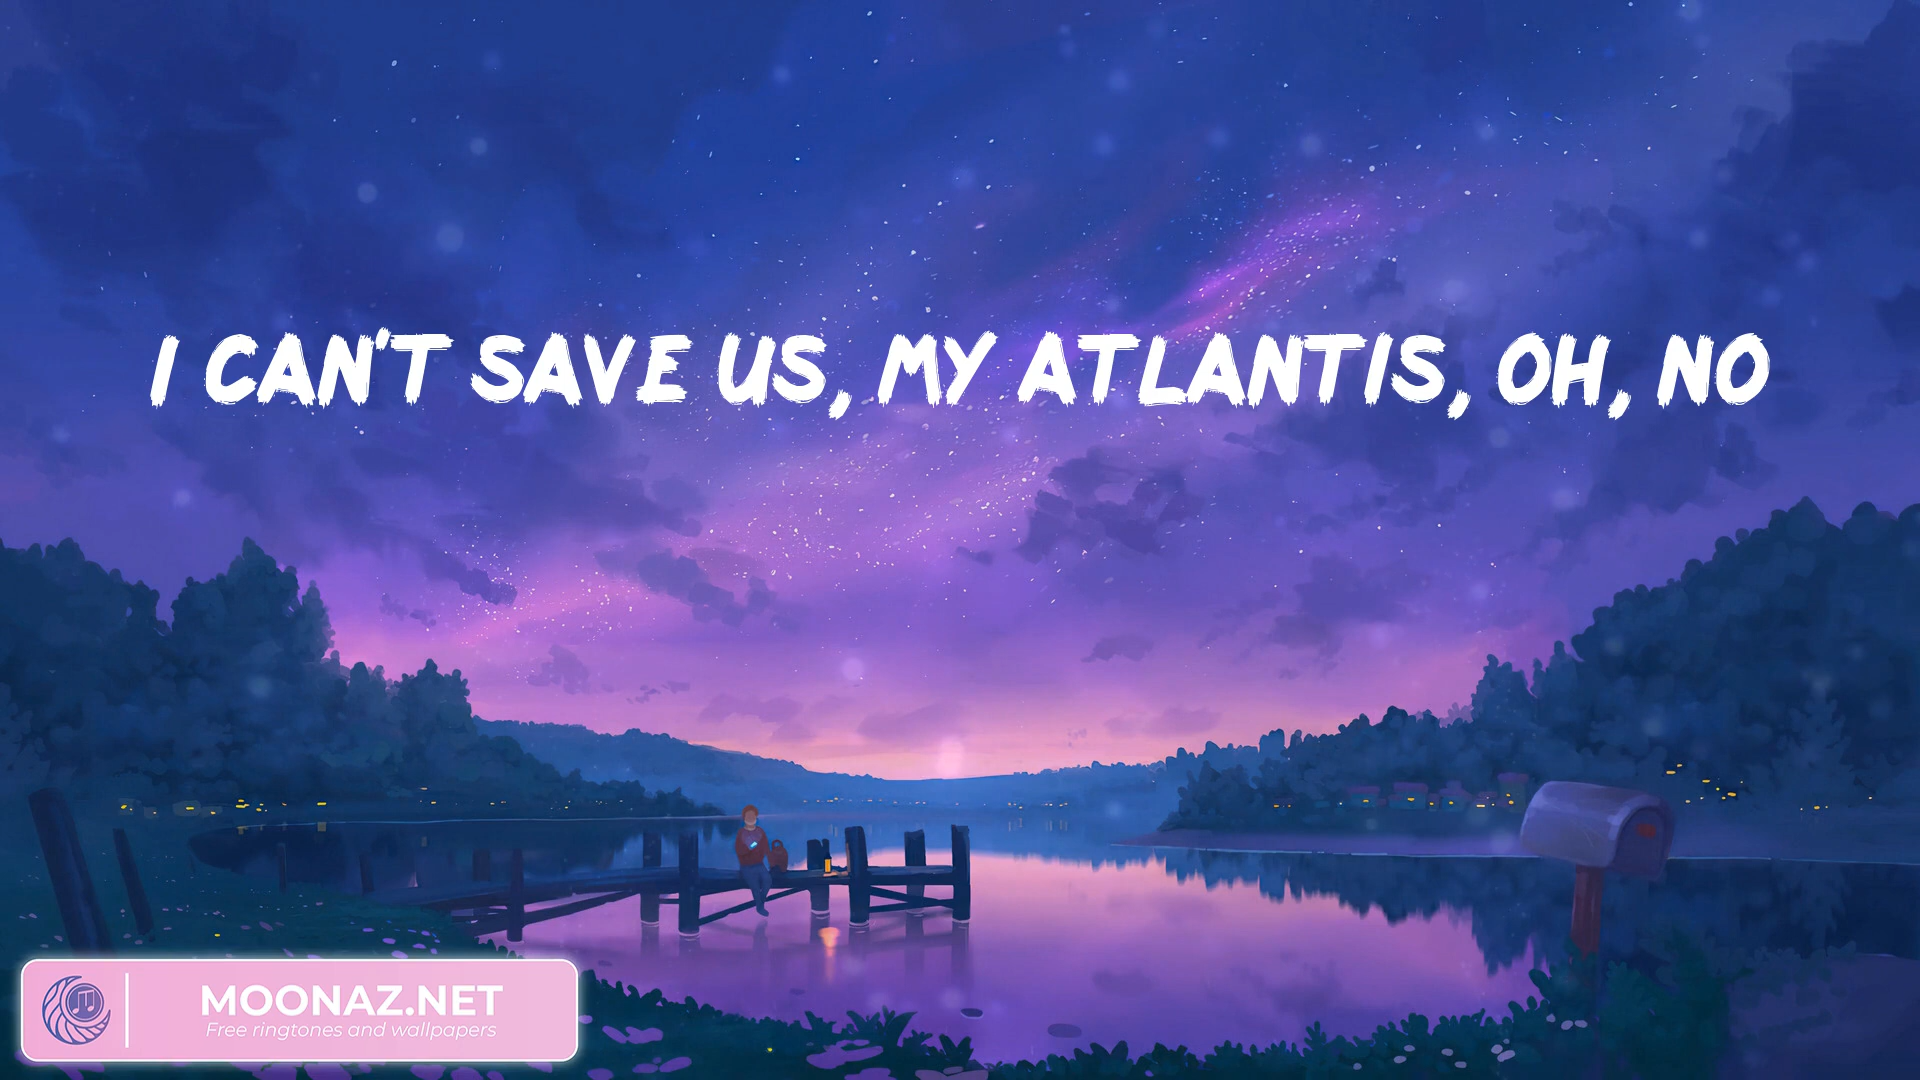 I CAN'T SAVE US, MY ATLANTIS, OH, NO
MOONAZ.NET
Free ringtones and wallpapers